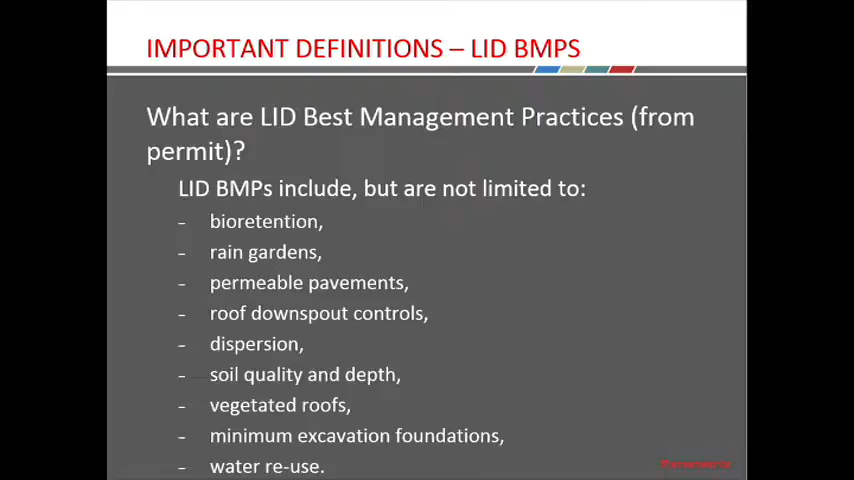 IMPORTANT DEFINITIONS – LID BMPS
What are LID Best Management Practices (from
permit)?
LID BMPs include, but are not limited to:
- bioretention,
- rain gardens,
- permeable pavements,
- roof downspout controls,
- dispersion,
- soil quality and depth,
- vegetated roofs,
- minimum excavation foundations,
- water re-use.